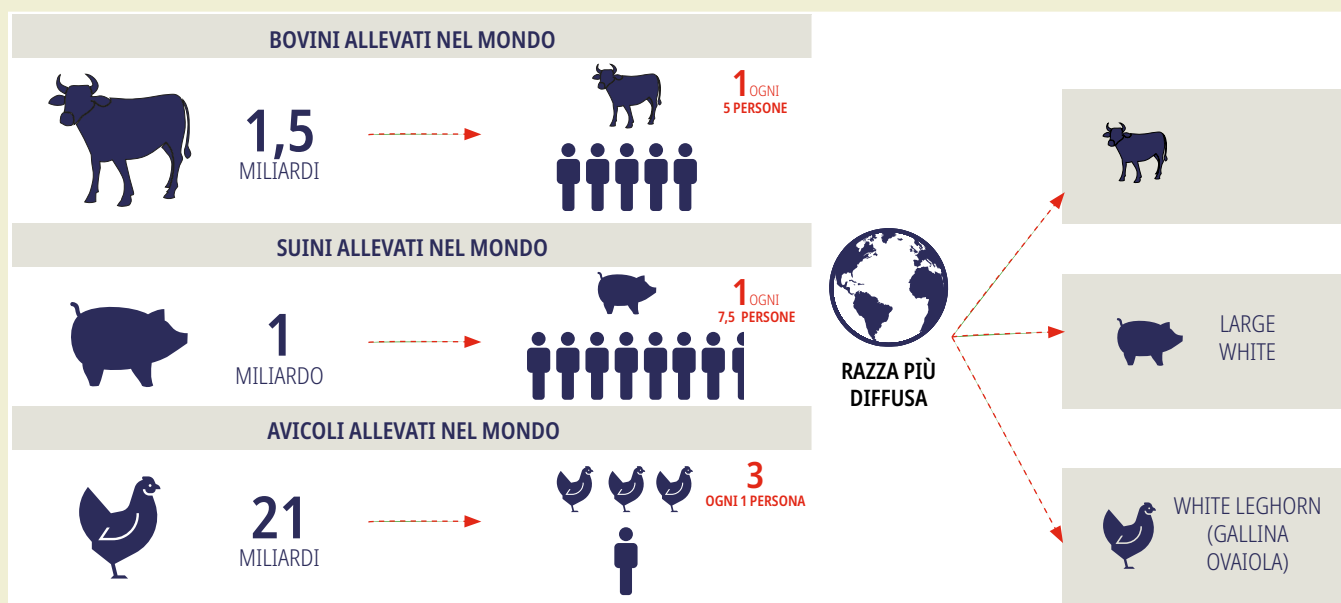 BOVINI ALLEVATI NEL MONDO
1,5
MILIARDI
1 OGNI
5 PERSONE
SUINI ALLEVATI NEL MONDO
1
MILIARDO
1 OGNI
7,5 PERSONE
AVICOLI ALLEVATI NEL MONDO
21
MILIARDI
3
OGNI 1 PERSONA
RAZZA PIÙ
DIFFUSA
LARGE
WHITE
WHITE LEGHORN
(GALLINA
OVAIOLA)